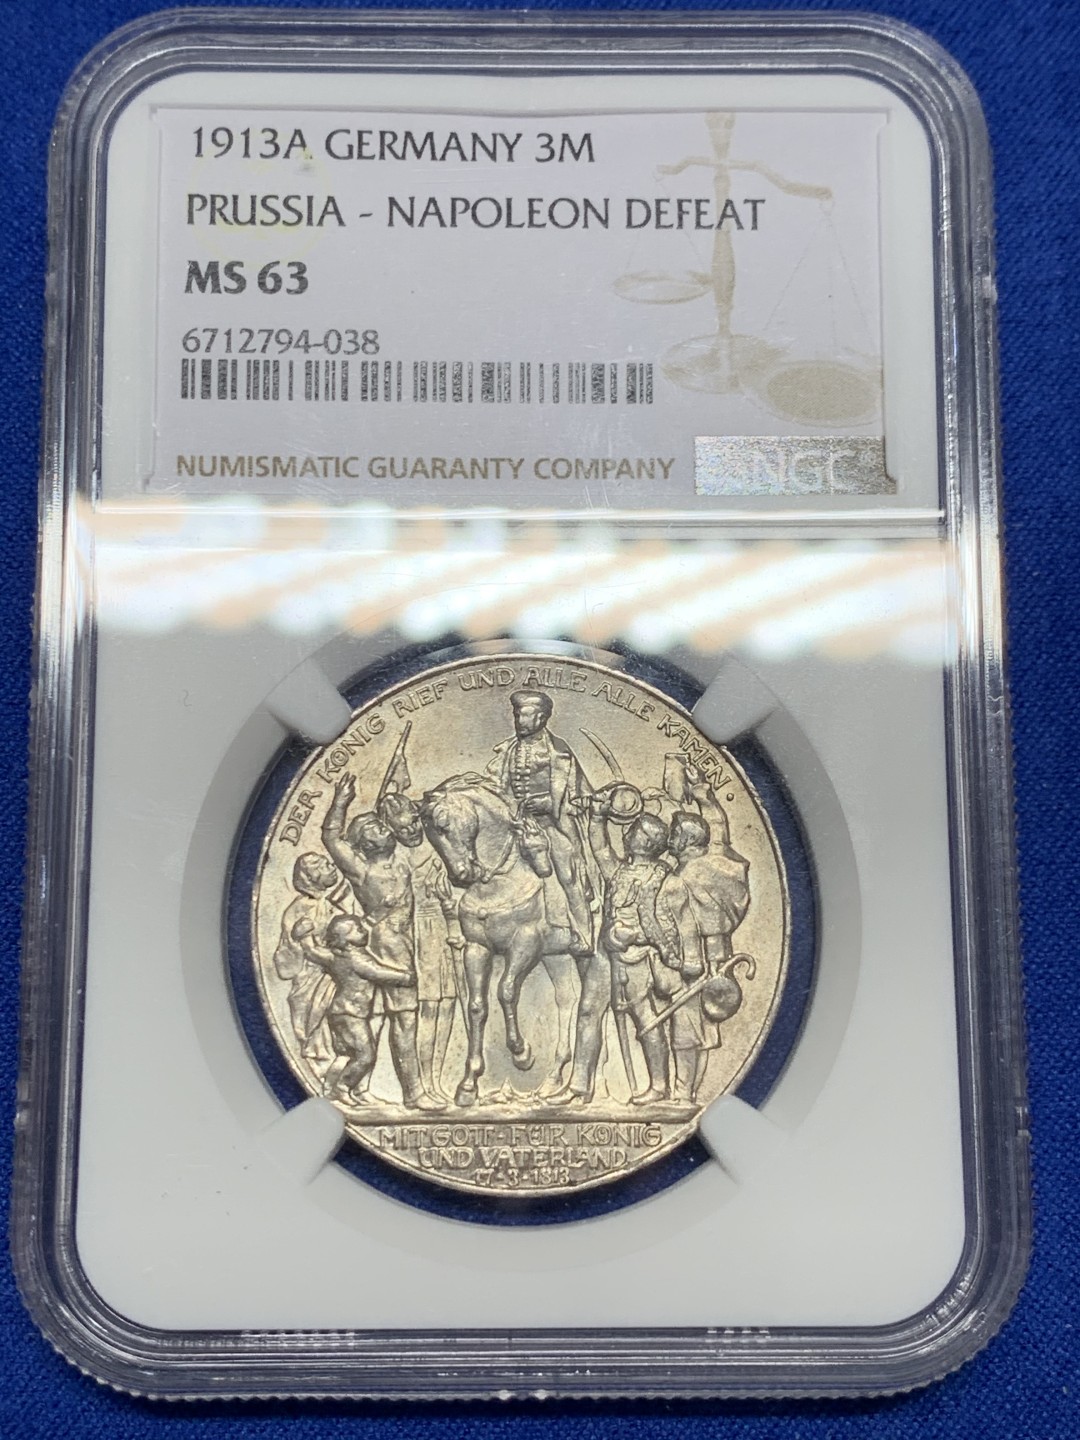 1913A GERMANY 3M
PRUSSIA - NAPOLEON DEFEAT
MS 63
6712794-038
NUMISMATIC GUARANTY COMPANY
NGC
DER KÖNIG RIEF UND ALLE ALLE KAMEN ·
MIT GOTT - FÜR KÖNIG
UND VATERLAND
17-3-1813